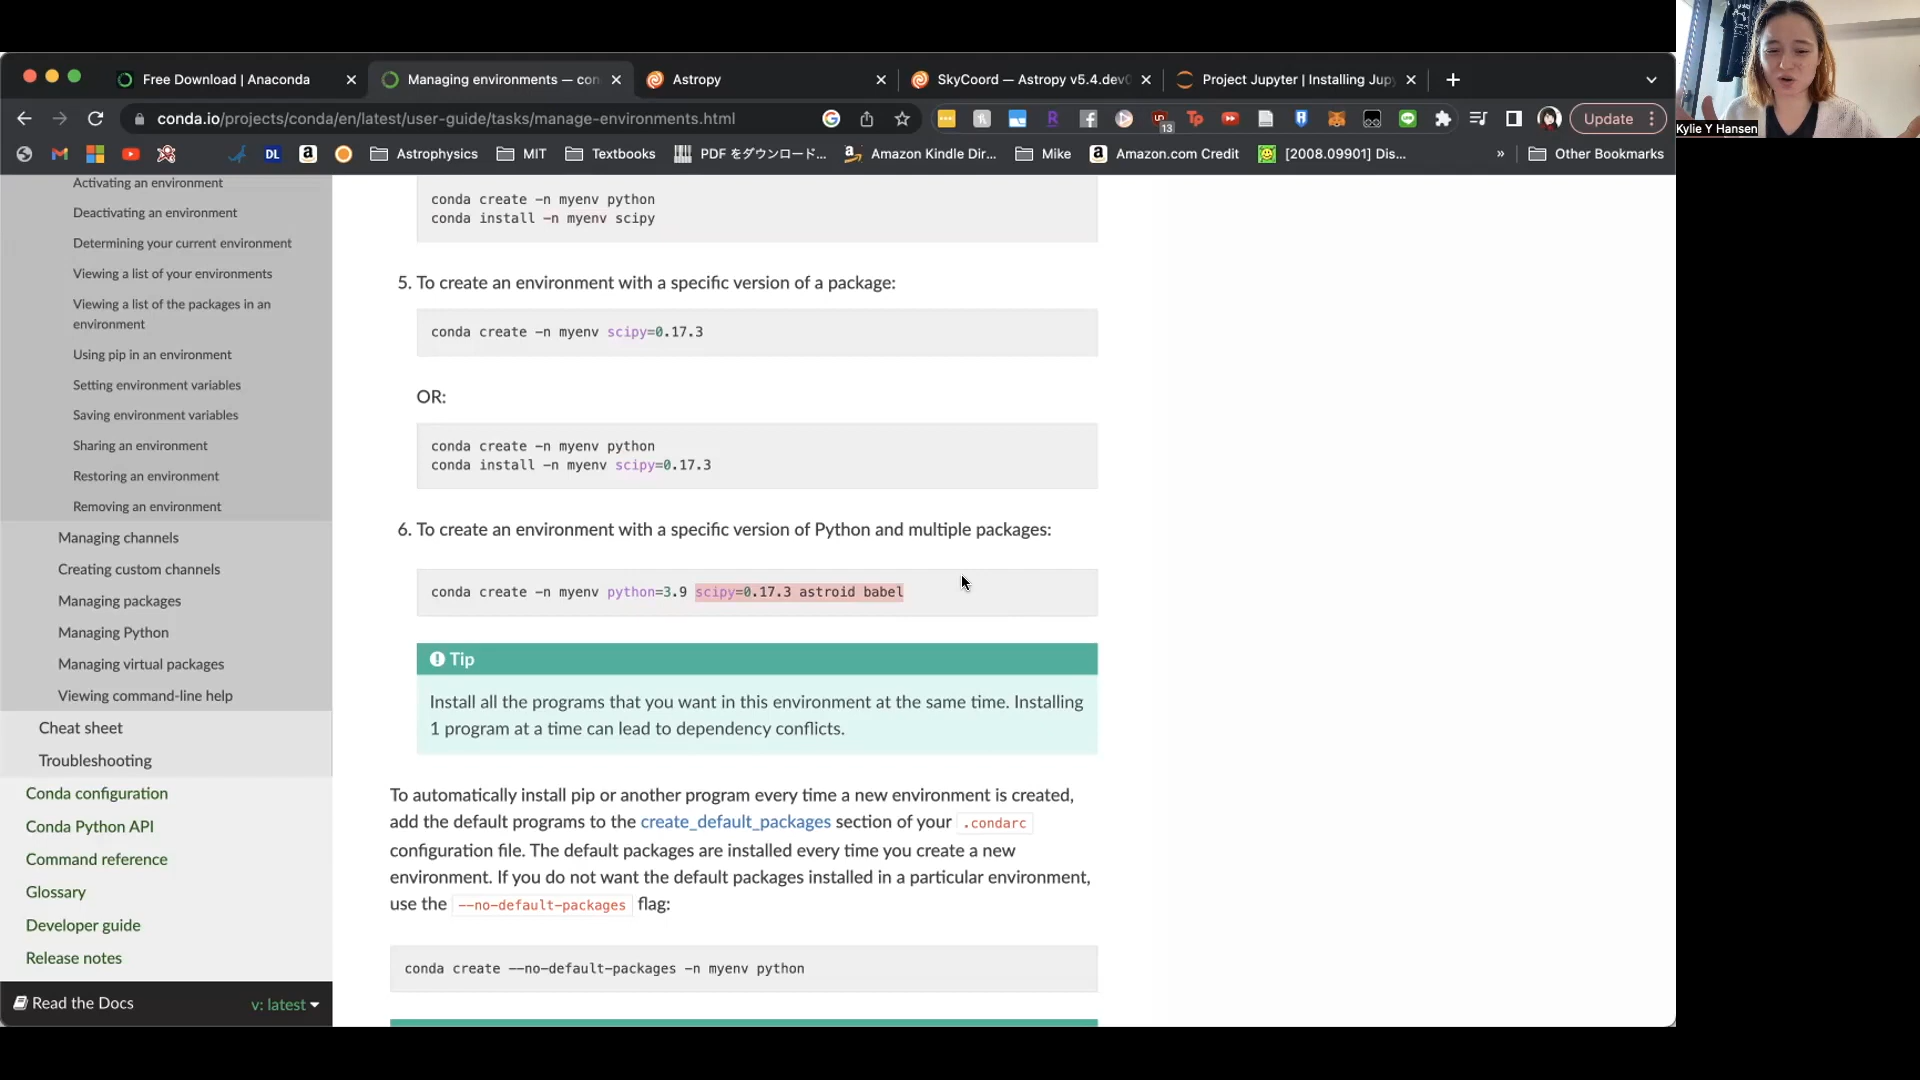 Free Download | Anaconda
Managing environments — con
Astropy
SkyCoord — Astropy v5.4.dev0
Project Jupyter | Installing Jup
Kylie Y Hansen
conda.io/projects/conda/en/latest/user-guide/tasks/manage-environments.html
13
Tp
Update
DL
Astrophysics
MIT
Textbooks
PDF をダウンロード...
Amazon Kindle Dir...
Mike
Amazon.com Credit
[2008.09901] Dis...
»
Other Bookmarks
Activating an environment
Deactivating an environment
Determining your current environment
Viewing a list of your environments
Viewing a list of the packages in an
environment
Using pip in an environment
Setting environment variables
Saving environment variables
Sharing an environment
Restoring an environment
Removing an environment
Managing channels
Creating custom channels
Managing packages
Managing Python
Managing virtual packages
Viewing command-line help
Cheat sheet
Troubleshooting
Conda configuration
Conda Python API
Command reference
Glossary
Developer guide
Release notes
Read the Docs
v: latest
conda create -n myenv python
conda install -n myenv scipy
5. To create an environment with a specific version of a package:
conda create -n myenv scipy=0.17.3
OR:
conda create -n myenv python
conda install -n myenv scipy=0.17.3
6. To create an environment with a specific version of Python and multiple packages:
conda create -n myenv python=3.9 scipy=0.17.3 astroid babel
Tip
Install all the programs that you want in this environment at the same time. Installing
1 program at a time can lead to dependency conflicts.
To automatically install pip or another program every time a new environment is created,
add the default programs to the create_default_packages section of your .condarc
configuration file. The default packages are installed every time you create a new
environment. If you do not want the default packages installed in a particular environment,
use the --no-default-packages flag:
conda create --no-default-packages -n myenv python